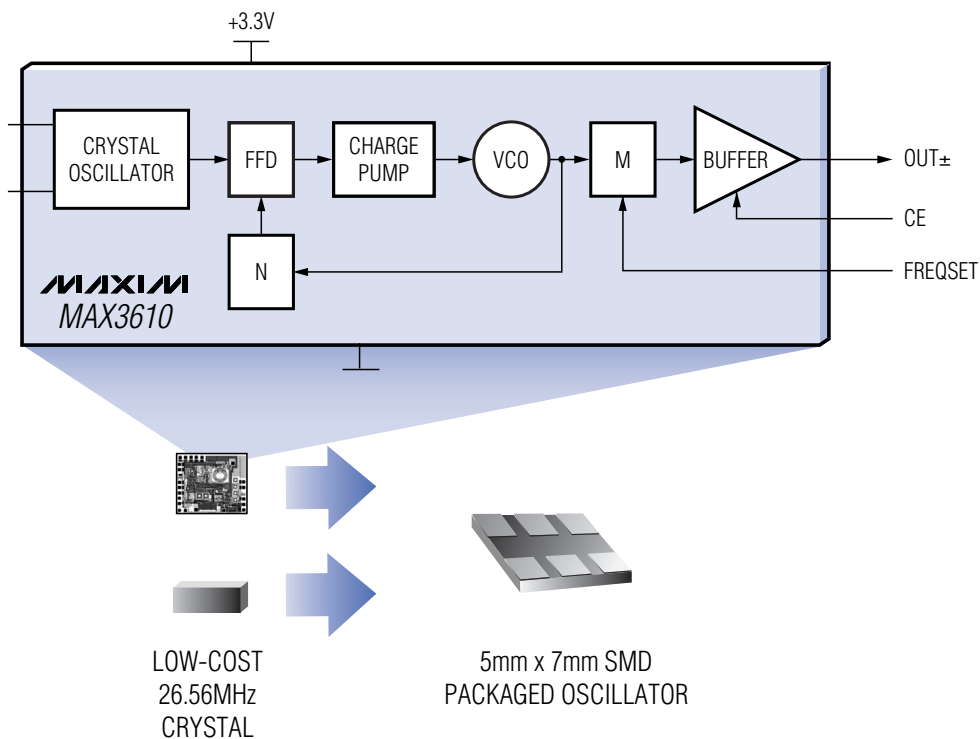 +3.3V
CRYSTAL
OSCILLATOR
FFD
CHARGE
PUMP
VCO
M
BUFFER
OUT±
CE
FREQSET
N
MAXIM
MAX3610
LOW-COST
26.56MHz
CRYSTAL
5mm x 7mm SMD
PACKAGED OSCILLATOR